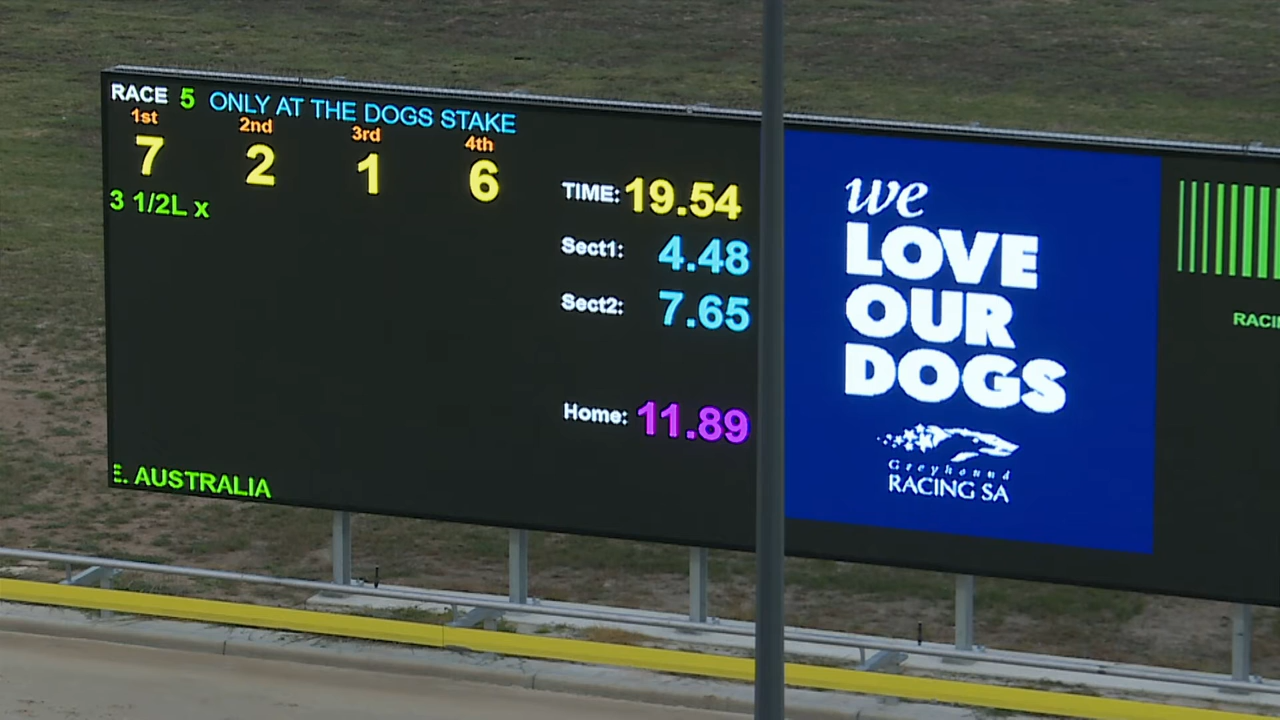 RACE 5 ONLY AT THE DOGS STAKE
1st 2nd 3rd 4th
7 2 1 6
3 1/2L x
TIME: 19.54
Sect1: 4.48
Sect2: 7.65
Home: 11.89
E. AUSTRALIA
we
LOVE
OUR
DOGS
Greyhound
RACING SA